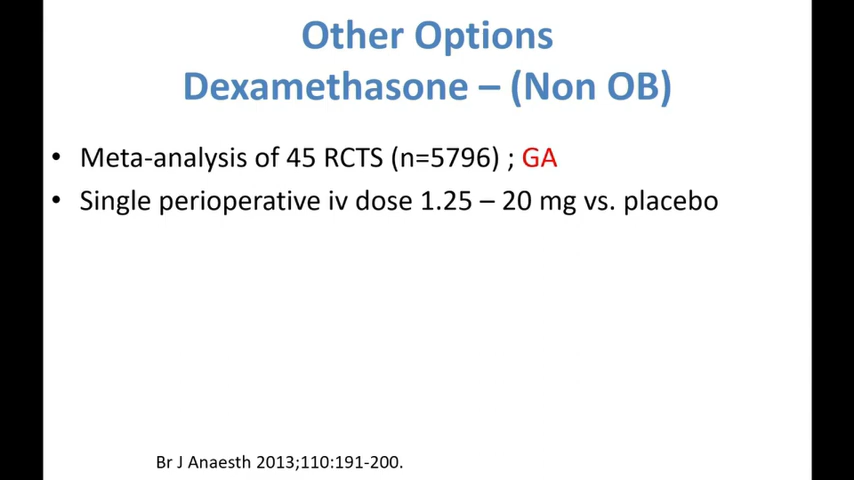 Other Options
Dexamethasone – (Non OB)
• Meta-analysis of 45 RCTS (n=5796) ; GA
• Single perioperative iv dose 1.25 – 20 mg vs. placebo
Br J Anaesth 2013;110:191-200.